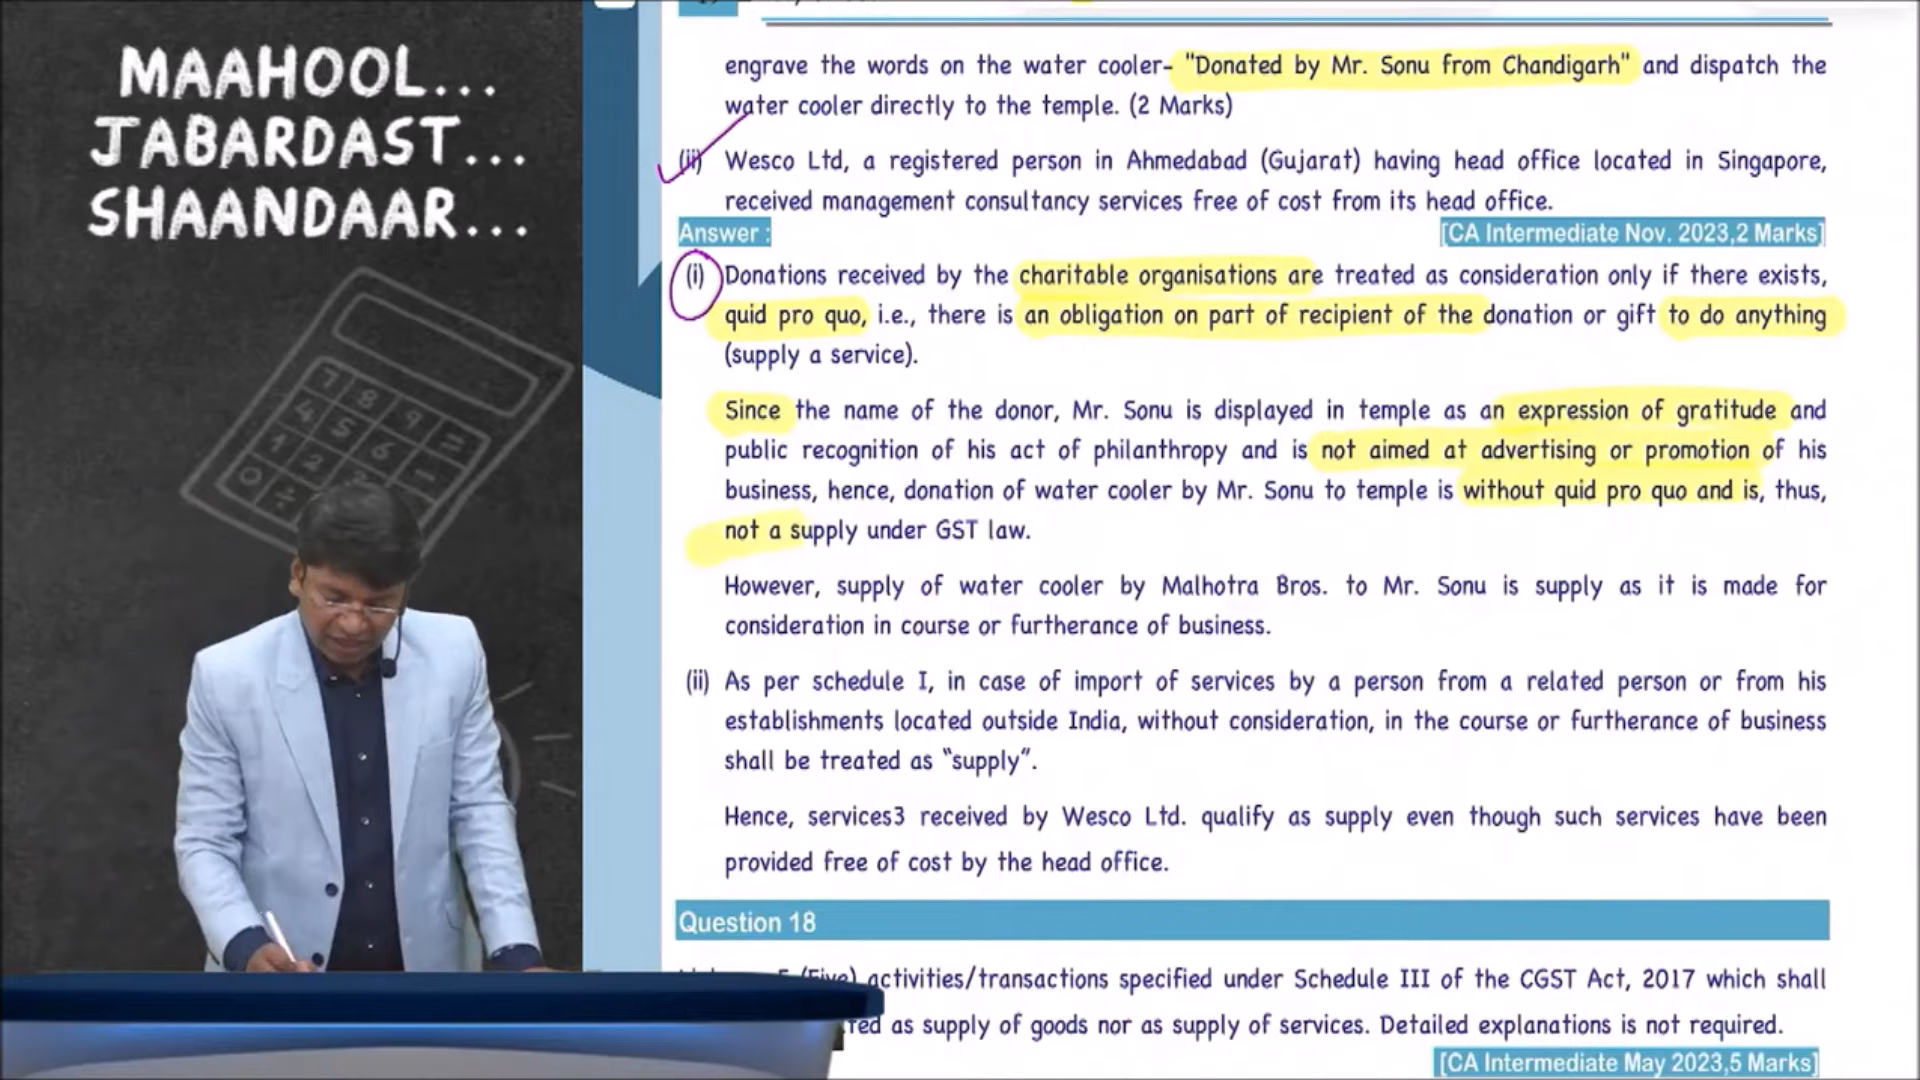 MAAHOOL...
JABARDAST...
SHAANDAAR...
engrave the words on the water cooler- "Donated by Mr. Sonu from Chandigarh" and dispatch the
water cooler directly to the temple. (2 Marks)
(ii) Wesco Ltd, a registered person in Ahmedabad (Gujarat) having head office located in Singapore,
received management consultancy services free of cost from its head office.
Answer : [CA Intermediate Nov. 2023,2 Marks]
(i) Donations received by the charitable organisations are treated as consideration only if there exists,
quid pro quo, i.e., there is an obligation on part of recipient of the donation or gift to do anything
(supply a service).
Since the name of the donor, Mr. Sonu is displayed in temple as an expression of gratitude and
public recognition of his act of philanthropy and is not aimed at advertising or promotion of his
business, hence, donation of water cooler by Mr. Sonu to temple is without quid pro quo and is, thus,
not a supply under GST law.
However, supply of water cooler by Malhotra Bros. to Mr. Sonu is supply as it is made for
consideration in course or furtherance of business.
(ii) As per schedule I, in case of import of services by a person from a related person or from his
establishments located outside India, without consideration, in the course or furtherance of business
shall be treated as “supply”.
Hence, services3 received by Wesco Ltd. qualify as supply even though such services have been
provided free of cost by the head office.
Question 18
(Five) activities/transactions specified under Schedule III of the CGST Act, 2017 which shall
as supply of goods nor as supply of services. Detailed explanations is not required.
[CA Intermediate May 2023,5 Marks]